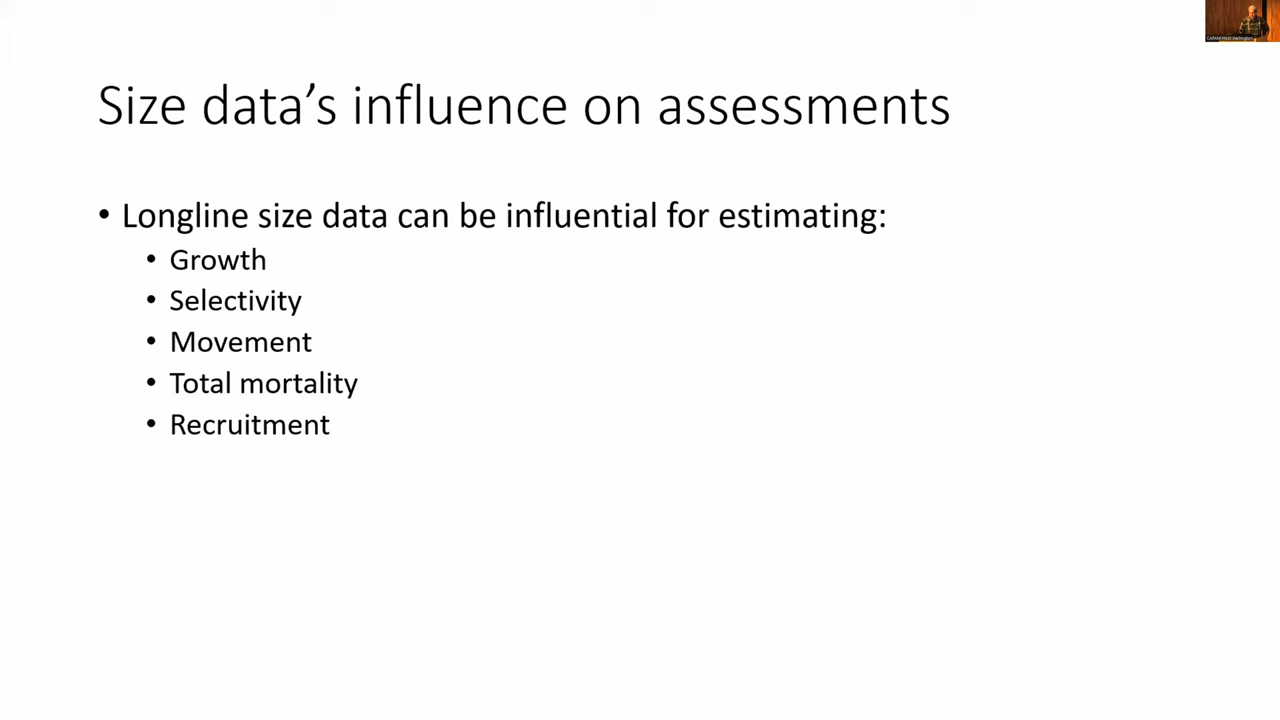 Size data’s influence on assessments
• Longline size data can be influential for estimating:
• Growth
• Selectivity
• Movement
• Total mortality
• Recruitment